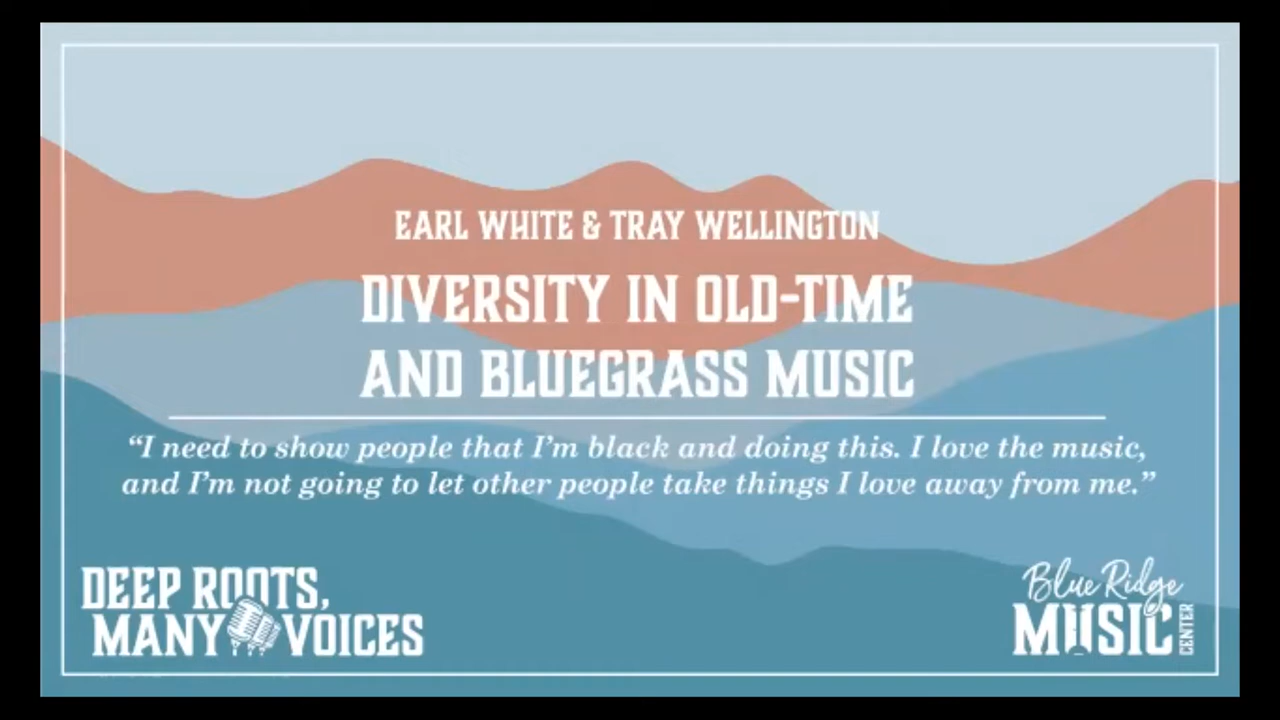 EARL WHITE & TRAY WELLINGTON
DIVERSITY IN OLD-TIME
AND BLUEGRASS MUSIC
“I need to show people that I’m black and doing this. I love the music,
and I’m not going to let other people take things I love away from me.”
DEEP ROOTS,
MANY VOICES
Blue Ridge
MUSIC
CENTER